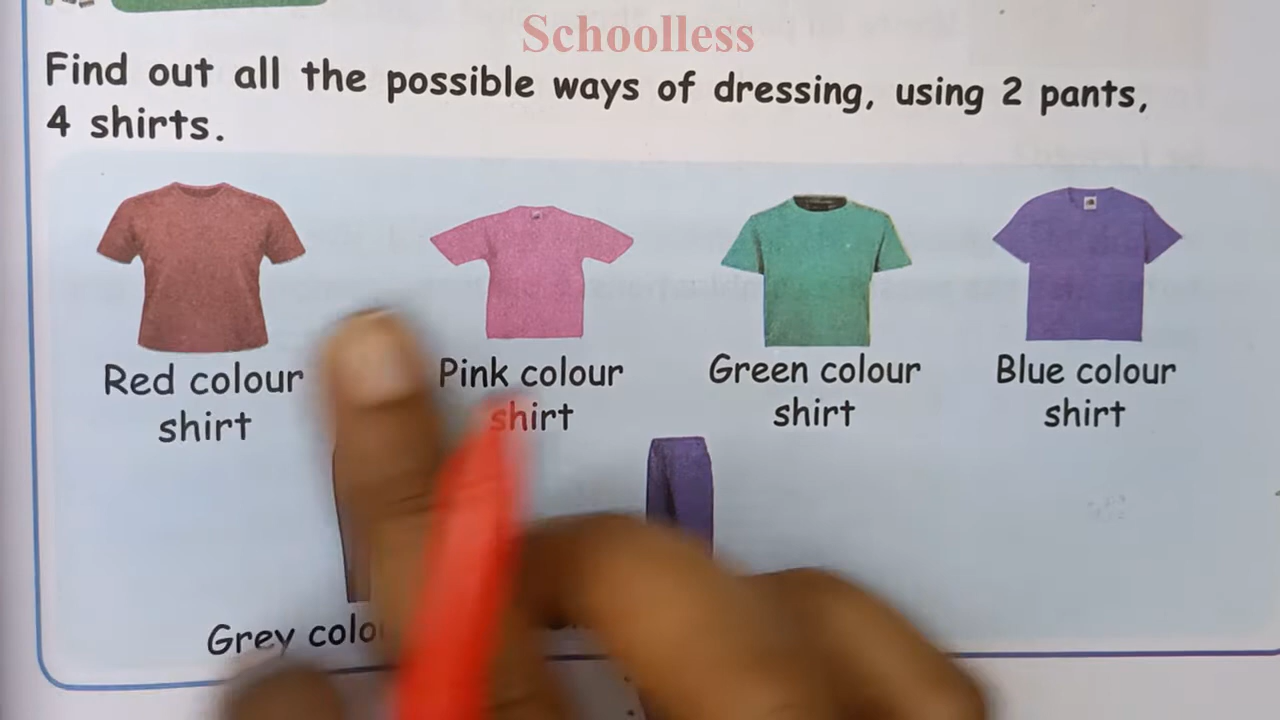 Schoolless
Find out all the possible ways of dressing, using 2 pants,
4 shirts.
Red colour
shirt
Pink colour
shirt
Green colour
shirt
Blue colour
shirt
Grey